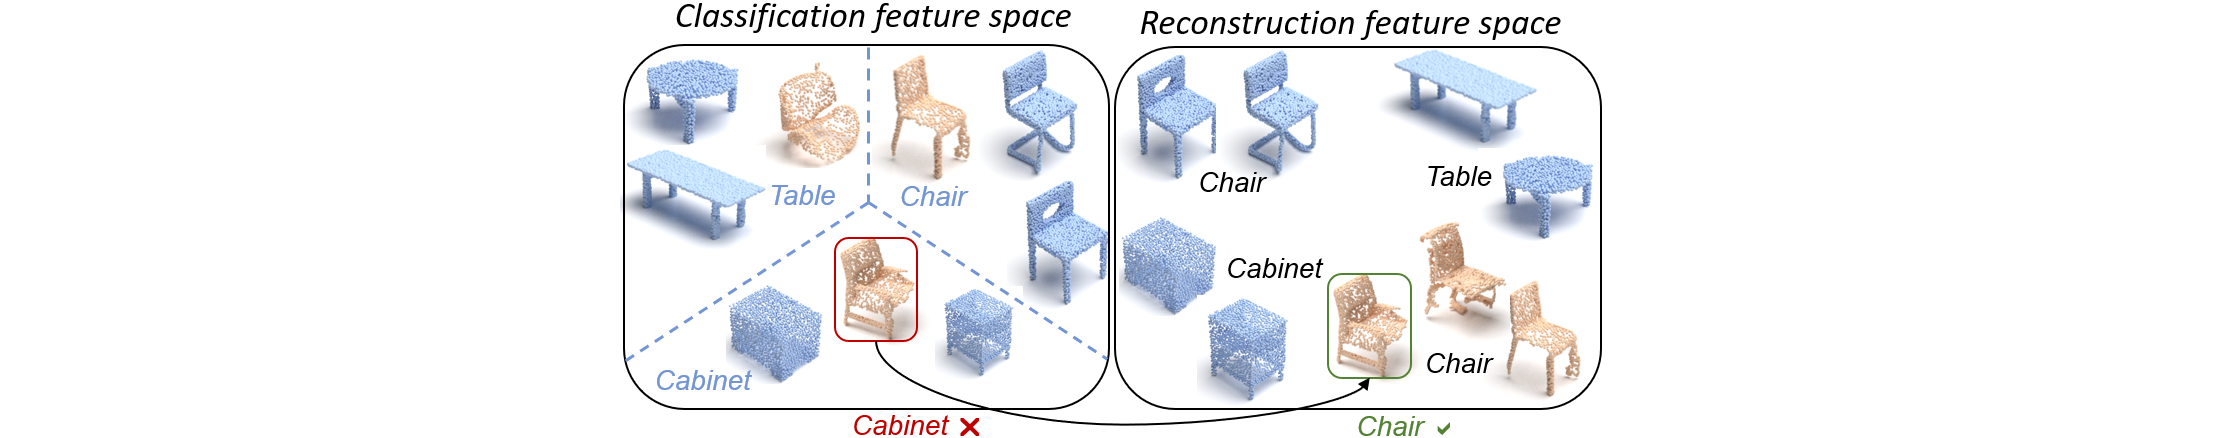 Classification feature space
Reconstruction feature space
Table
Chair
Cabinet
Cabinet
Chair
Table
Cabinet
Chair
Chair